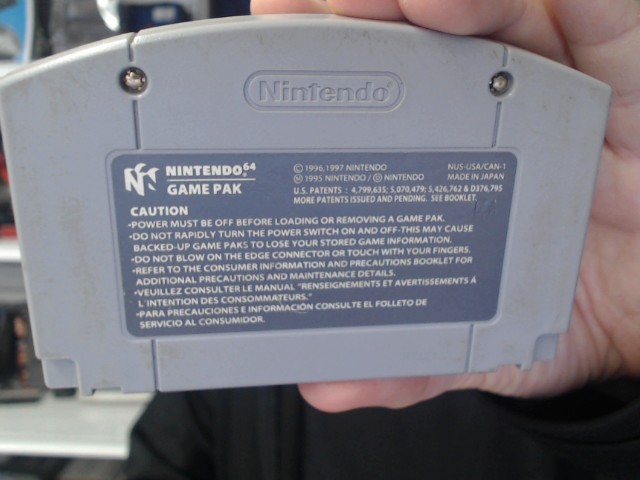 Nintendo
NINTENDO 64
GAME PAK
© 1996,1997 NINTENDO
Ⓜ 1995 NINTENDO / Ⓖ NINTENDO
NUS-USA/CAN-1
MADE IN JAPAN
U.S. PATENTS : 4,799,635; 5,070,479; 5,426,762 & D376,795
MORE PATENTS ISSUED AND PENDING. SEE BOOKLET.
CAUTION
•POWER MUST BE OFF BEFORE LOADING OR REMOVING A GAME PAK.
•DO NOT RAPIDLY TURN THE POWER SWITCH ON AND OFF-THIS MAY CAUSE
BACKED-UP GAME PAKS TO LOSE YOUR STORED GAME INFORMATION.
•DO NOT BLOW ON THE EDGE CONNECTOR OR TOUCH WITH YOUR FINGERS.
•REFER TO THE CONSUMER INFORMATION AND PRECAUTIONS BOOKLET FOR
ADDITIONAL PRECAUTIONS AND MAINTENANCE DETAILS.
•VEUILLEZ CONSULTER LE MANUAL "RENSEIGNEMENTS ET AVERTISSEMENTS À
L'INTENTION DES CONSOMMATEURS."
•PARA PRECAUCIONES E INFORMACIÓN CONSULTE EL FOLLETO DE
SERVICIO AL CONSUMIDOR.